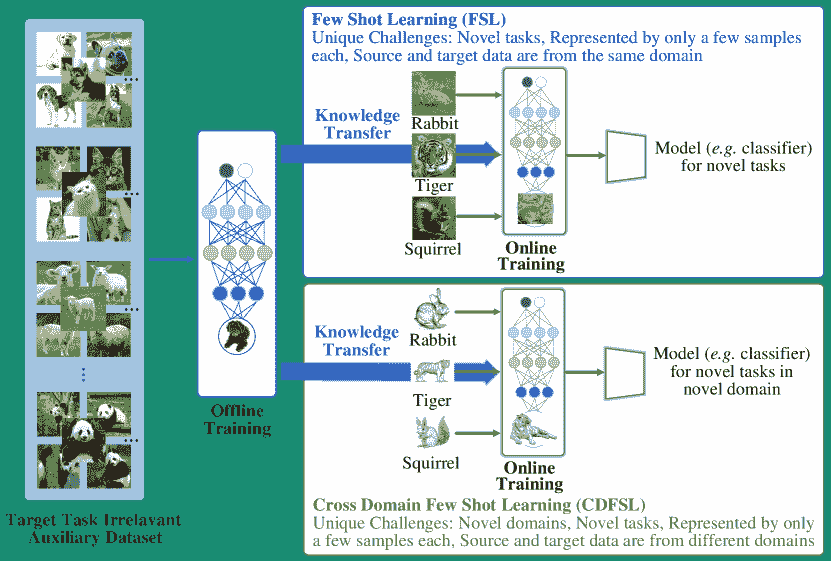 Few Shot Learning (FSL)
Unique Challenges: Novel tasks, Represented by only a few samples
each, Source and target data are from the same domain
Knowledge
Transfer
Rabbit
Tiger
Squirrel
Online
Training
Model (e.g. classifier)
for novel tasks
Offline
Training
Target Task Irrelavant
Auxiliary Dataset
Knowledge
Transfer
Rabbit
Tiger
Squirrel
Online
Training
Model (e.g. classifier)
for novel tasks in
novel domain
Cross Domain Few Shot Learning (CDFSL)
Unique Challenges: Novel domains, Novel tasks, Represented by only
a few samples each, Source and target data are from different domains